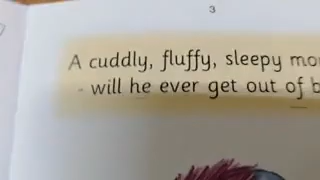 3
A cuddly, fluffy, sleepy
- will he ever get out of